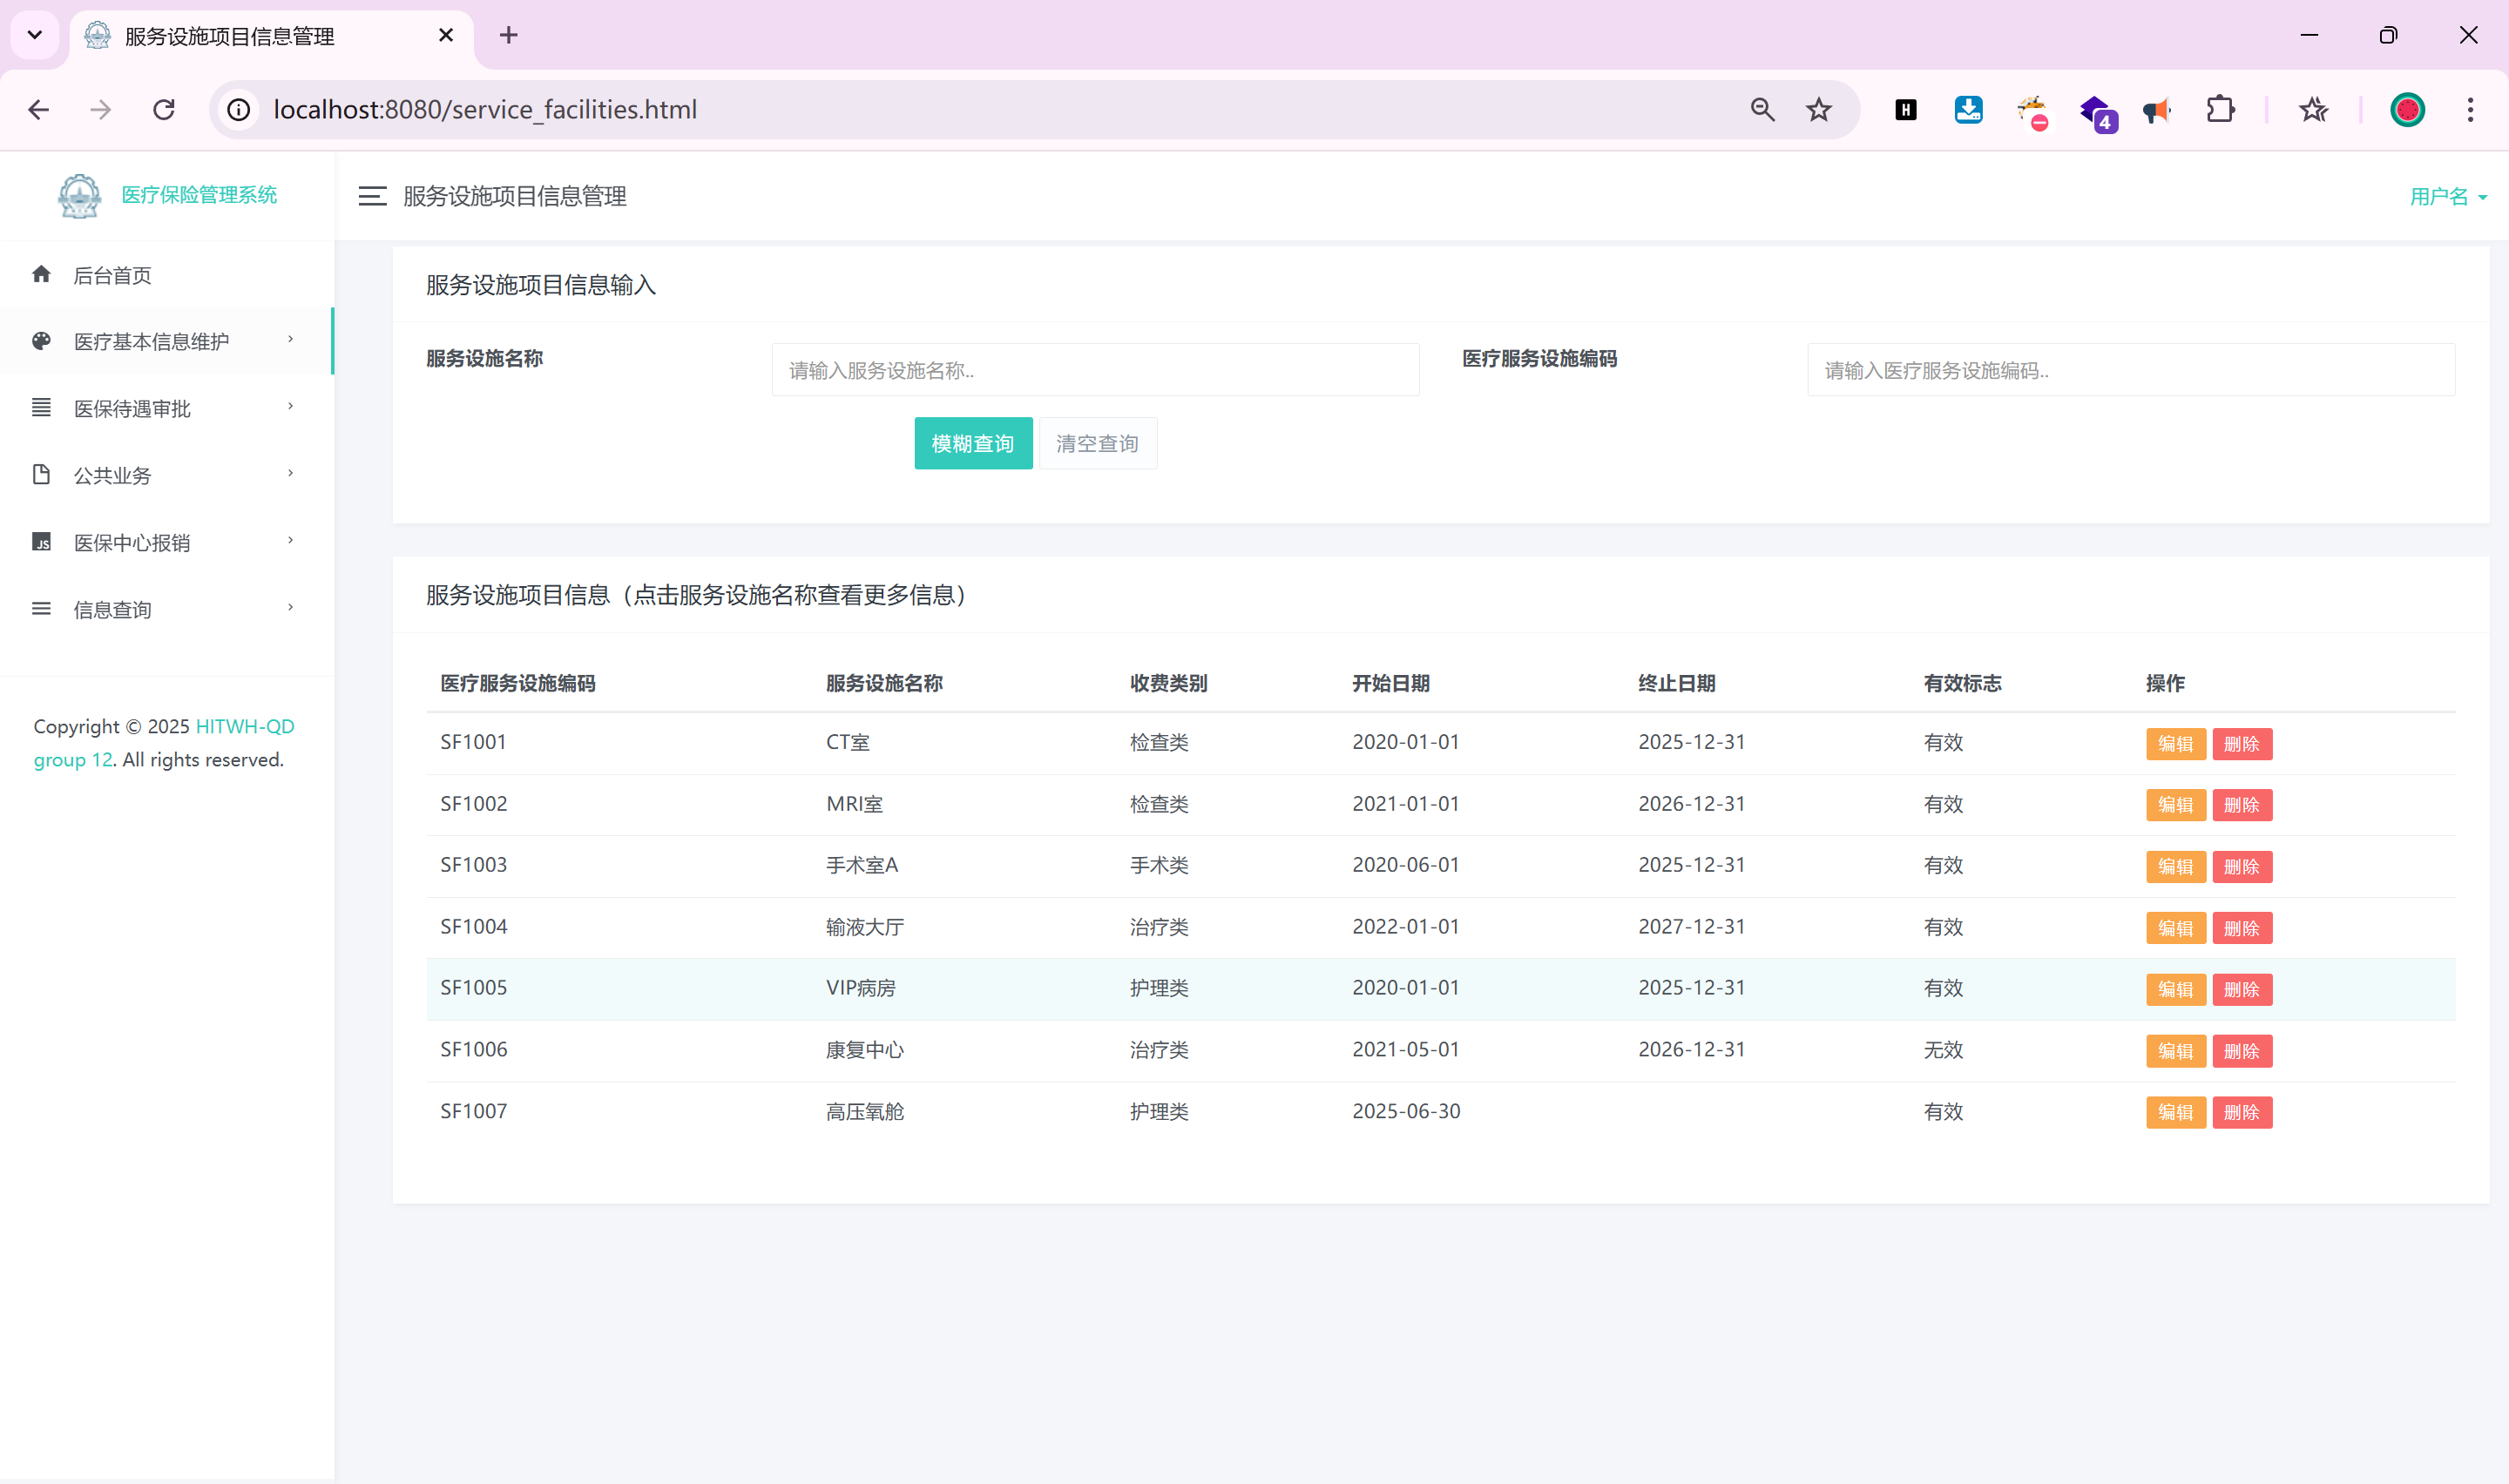 服务设施项目信息管理
localhost:8080/service_facilities.html
H
4
医疗保险管理系统
服务设施项目信息管理
用户名
后台首页
医疗基本信息维护
医保待遇审批
公共业务
JS 医保中心报销
信息查询
Copyright © 2025 HITWH-QD
group 12. All rights reserved.
服务设施项目信息输入
服务设施名称 请输入服务设施名称.. 医疗服务设施编码 请输入医疗服务设施编码..
模糊查询 清空查询
服务设施项目信息（点击服务设施名称查看更多信息）
医疗服务设施编码 服务设施名称 收费类别 开始日期 终止日期 有效标志 操作
SF1001 CT室 检查类 2020-01-01 2025-12-31 有效 编辑 删除
SF1002 MRI室 检查类 2021-01-01 2026-12-31 有效 编辑 删除
SF1003 手术室A 手术类 2020-06-01 2025-12-31 有效 编辑 删除
SF1004 输液大厅 治疗类 2022-01-01 2027-12-31 有效 编辑 删除
SF1005 VIP病房 护理类 2020-01-01 2025-12-31 有效 编辑 删除
SF1006 康复中心 治疗类 2021-05-01 2026-12-31 无效 编辑 删除
SF1007 高压氧舱 护理类 2025-06-30 有效 编辑 删除